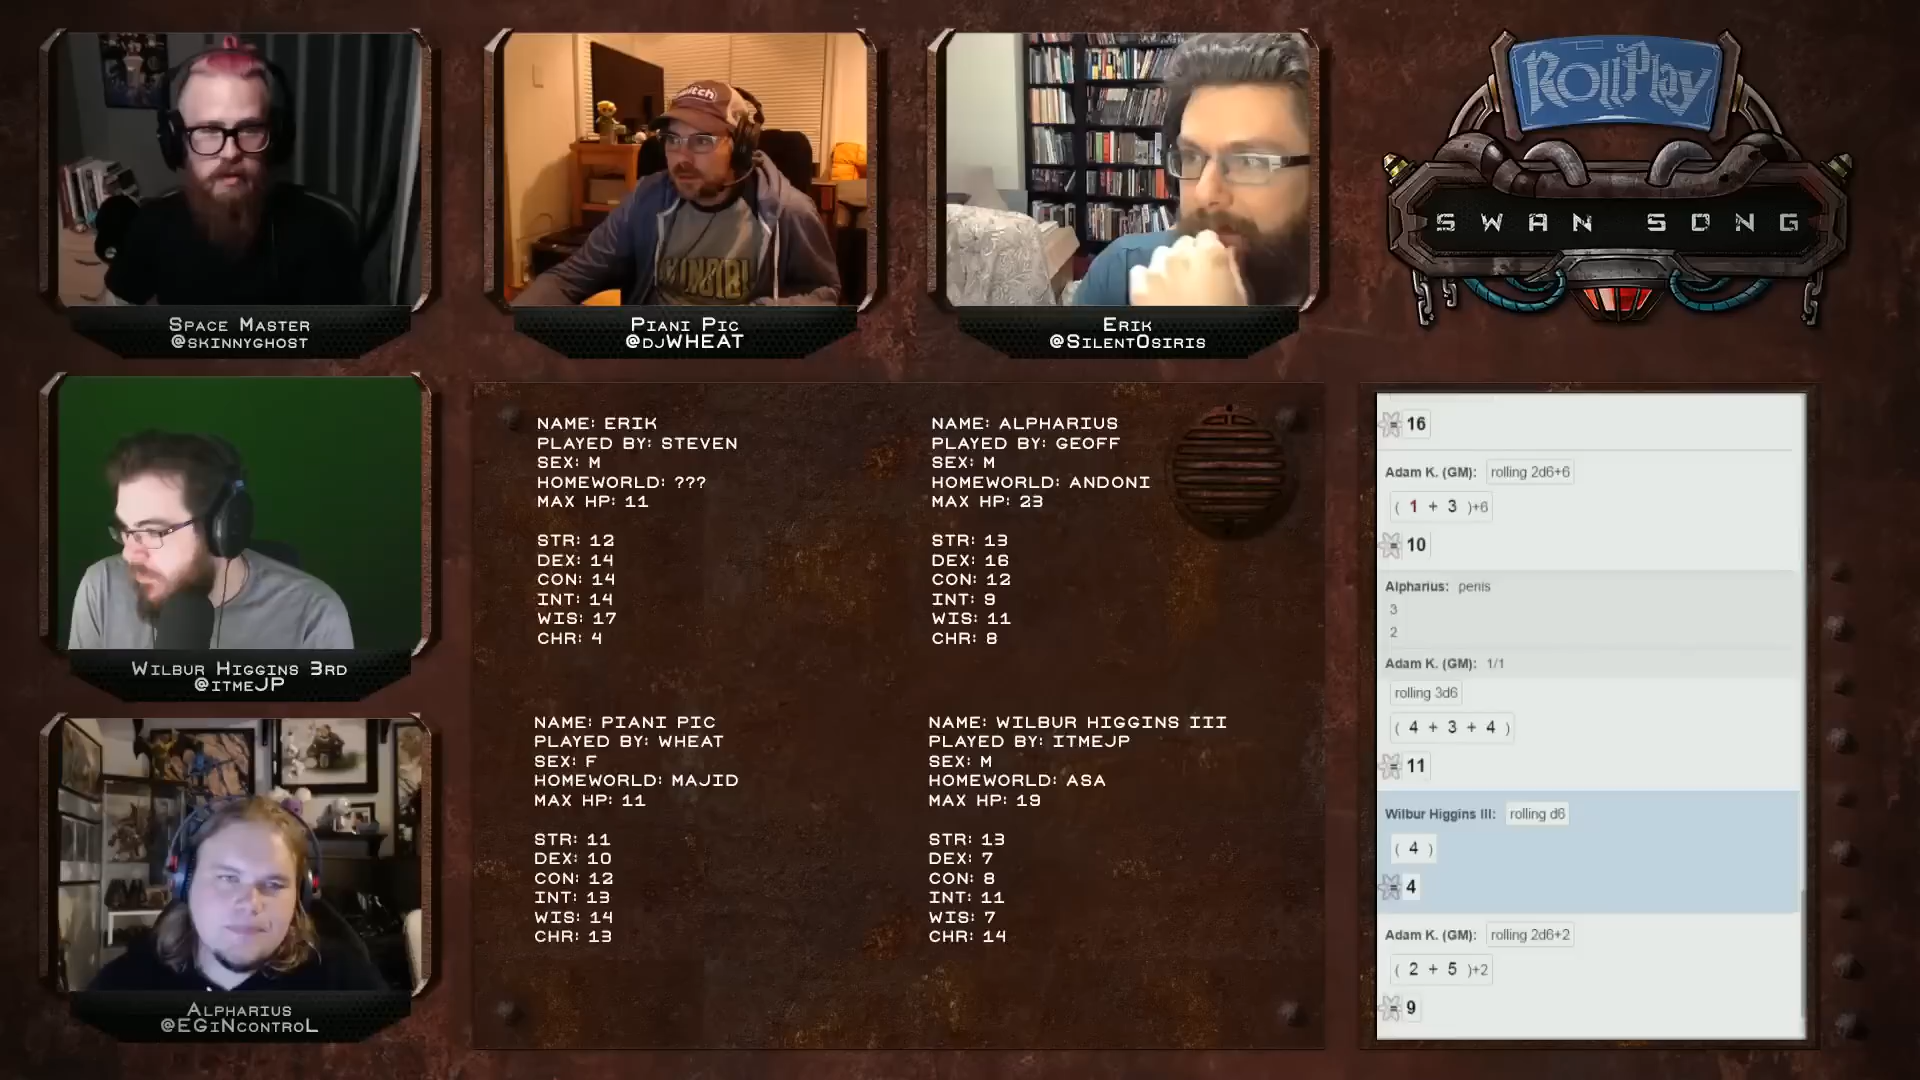 RollPlay
SWAN SONG
Twitch
Space Master
@skinnyghost
Piani Pic
@djWHEAT
Erik
@SilentOsiris
Wilbur Higgins 3rd
@itmeJP
Alpharius
@EGiNcontroL
NAME: ERIK
PLAYED BY: STEVEN
SEX: M
HOMEWORLD: ???
MAX HP: 11
STR: 12
DEX: 14
CON: 14
INT: 14
WIS: 17
CHR: 4
NAME: ALPHARIUS
PLAYED BY: GEOFF
SEX: M
HOMEWORLD: ANDONI
MAX HP: 23
STR: 13
DEX: 16
CON: 12
INT: 9
WIS: 11
CHR: 8
NAME: PIANI PIC
PLAYED BY: WHEAT
SEX: F
HOMEWORLD: MAJID
MAX HP: 11
STR: 11
DEX: 10
CON: 12
INT: 13
WIS: 14
CHR: 13
NAME: WILBUR HIGGINS III
PLAYED BY: ITMEJP
SEX: M
HOMEWORLD: ASA
MAX HP: 19
STR: 13
DEX: 7
CON: 8
INT: 11
WIS: 7
CHR: 14
= 16
Adam K. (GM): rolling 2d6+6
( 1 + 3 )+6
= 10
Alpharius: penis
3
2
Adam K. (GM): 1/1
rolling 3d6
( 4 + 3 + 4 )
= 11
Wilbur Higgins III: rolling d6
( 4 )
= 4
Adam K. (GM): rolling 2d6+2
( 2 + 5 )+2
= 9